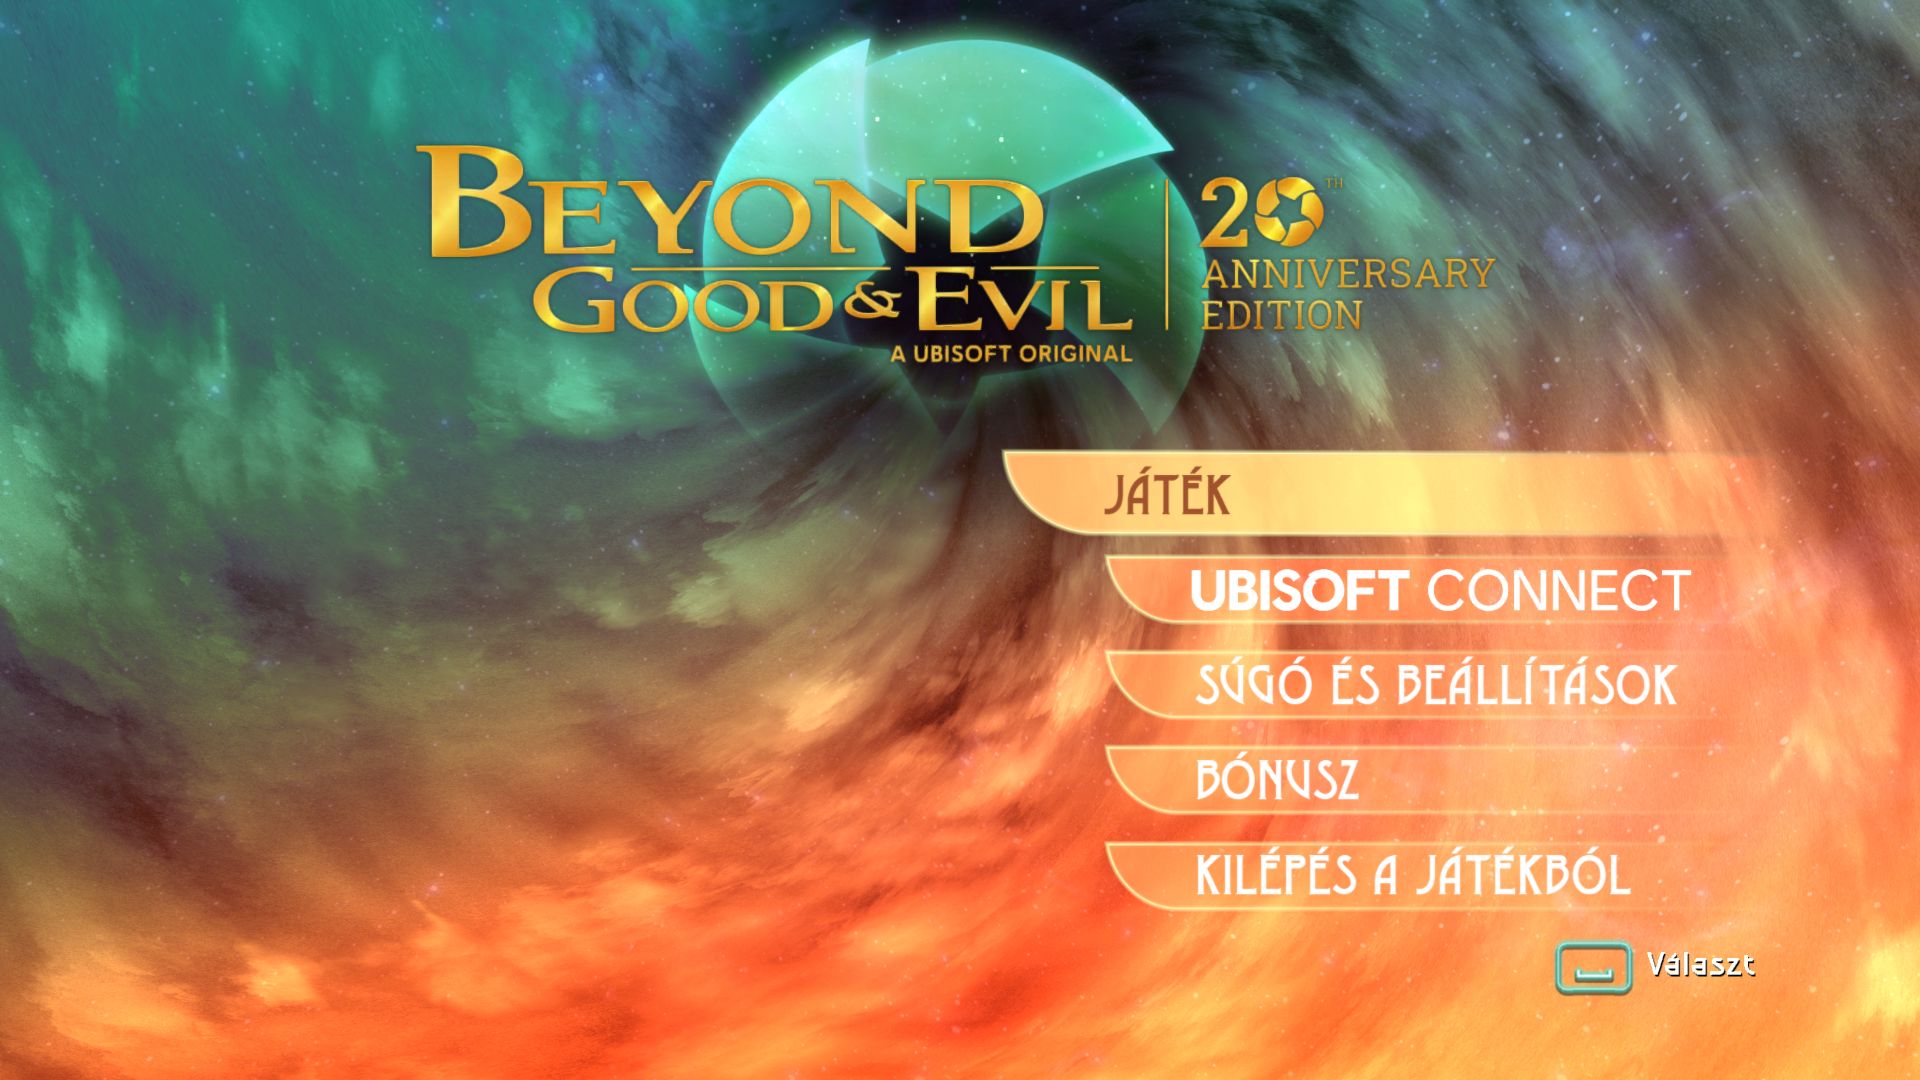 BEYOND
GOOD & EVIL
A UBISOFT ORIGINAL
20TH
ANNIVERSARY
EDITION
JÁTÉK
UBISOFT CONNECT
SÚGÓ ÉS BEÁLLÍTÁSOK
BÓNUSZ
KILÉPÉS A JÁTÉKBÓL
Választ